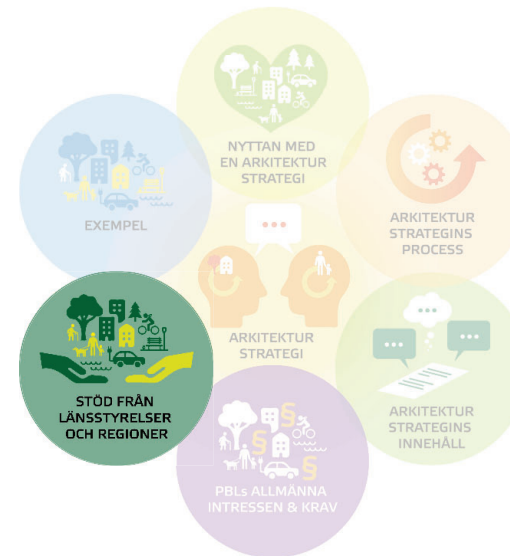 NYTTAN MED
EN ARKITEKTUR
STRATEGI
EXEMPEL
ARKITEKTUR
STRATEGINS
PROCESS
ARKITEKTUR
STRATEGI
STÖD FRÅN
LÄNSSTYRELSER
OCH REGIONER
ARKITEKTUR
STRATEGINS
INNEHÅLL
PBLs ALLMÄNNA
INTRESSEN & KRAV